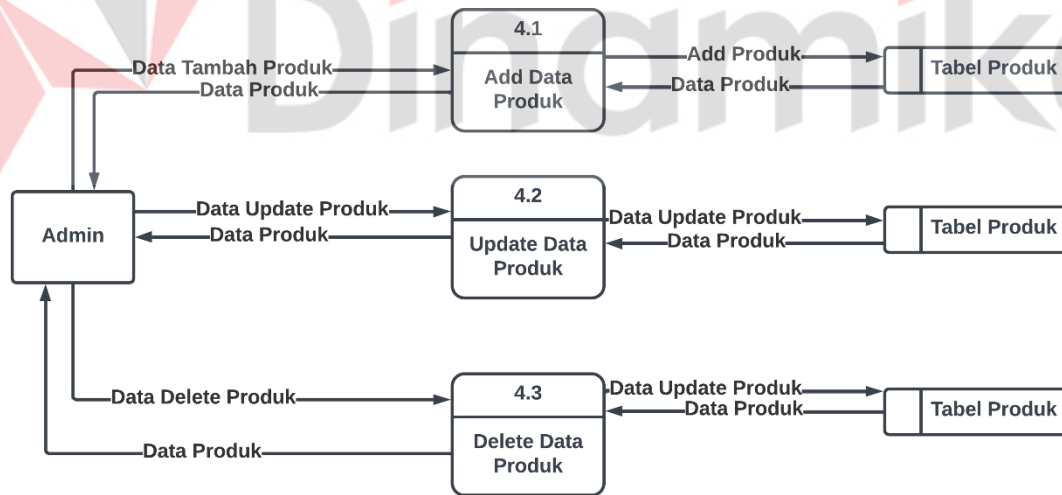 Dinamika
4.1
Data Tambah Produk
Add Produk
Add Data
Produk
Tabel Produk
Data Produk
Data Produk
4.2
Data Update Produk
Data Update Produk
Admin
Update Data
Produk
Tabel Produk
Data Produk
Data Produk
4.3
Data Delete Produk
Data Update Produk
Data Produk
Tabel Produk
Delete Data
Produk
Data Produk